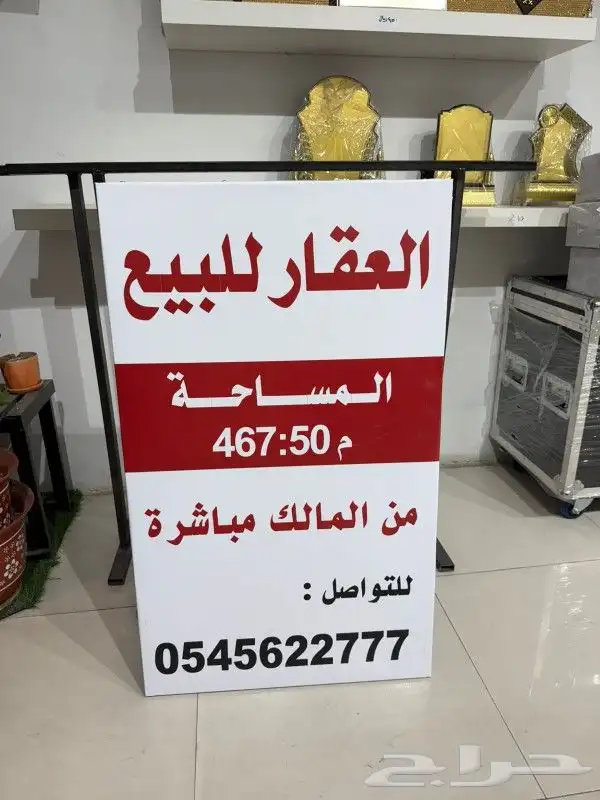 العقار للبيع
المساحة
467:50 م
من المالك مباشرة
للتواصل :
0545622777
حراج